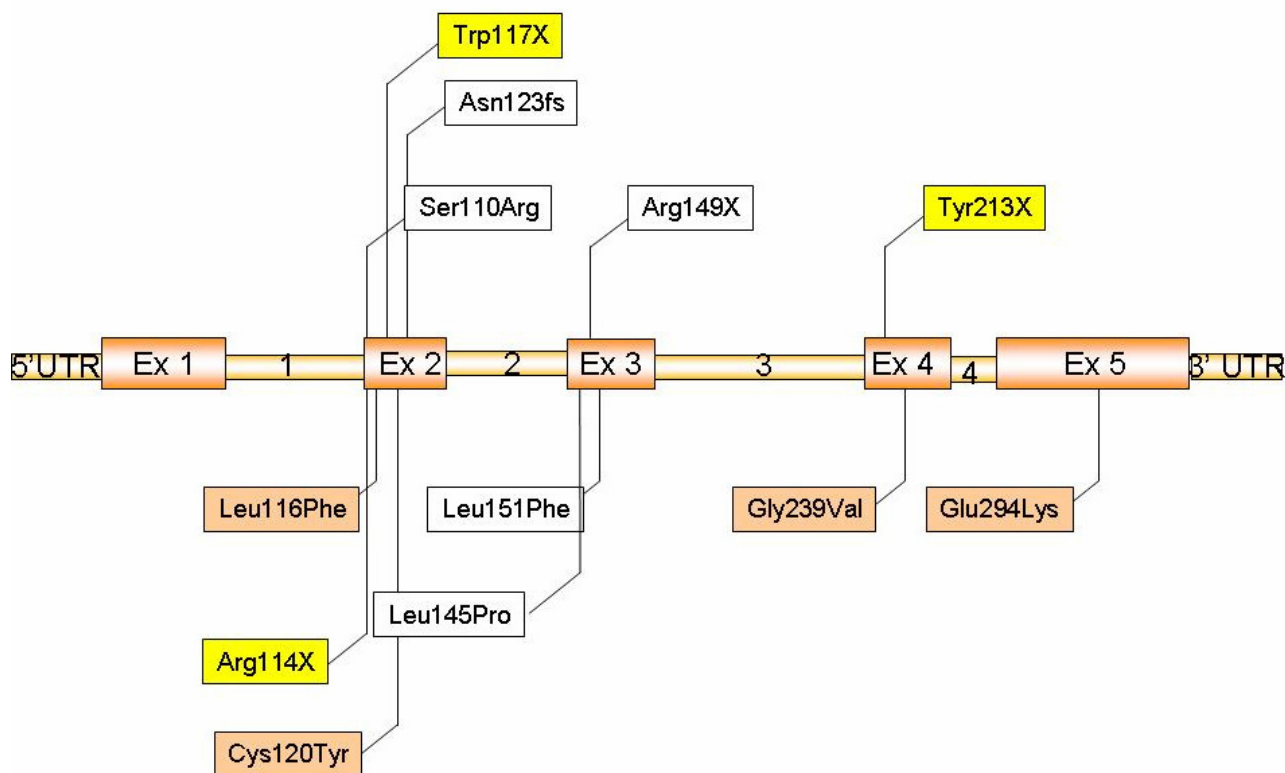 Trp117X
Asn123fs
Ser110Arg
Arg149X
Tyr213X
5'UTR Ex 1 1 Ex 2 2 Ex 3 3 Ex 4 4 Ex 5 3' UTR
Leu116Phe
Leu151Phe
Gly239Val
Glu294Lys
Leu145Pro
Arg114X
Cys120Tyr